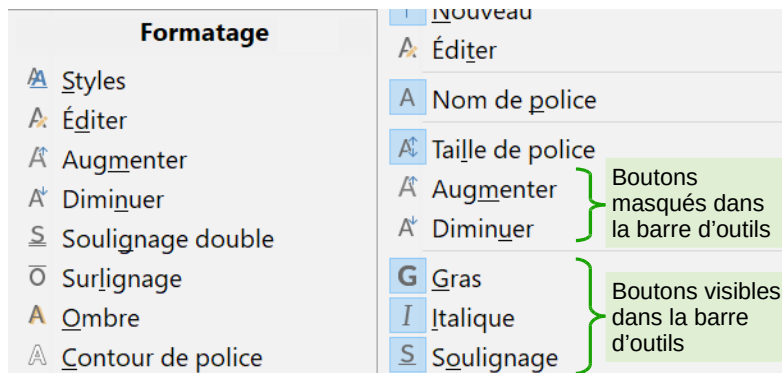 Formatage
Styles
Éditer
Augmenter
Diminuer
Soulignage double
Surlignage
Ombre
Contour de police
Nouveau
Éditer
Nom de police
Taille de police
Augmenter
Diminuer
Boutons
masqués dans
la barre d’outils
G Gras
I Italique
S Soulignage
Boutons visibles
dans la barre
d’outils